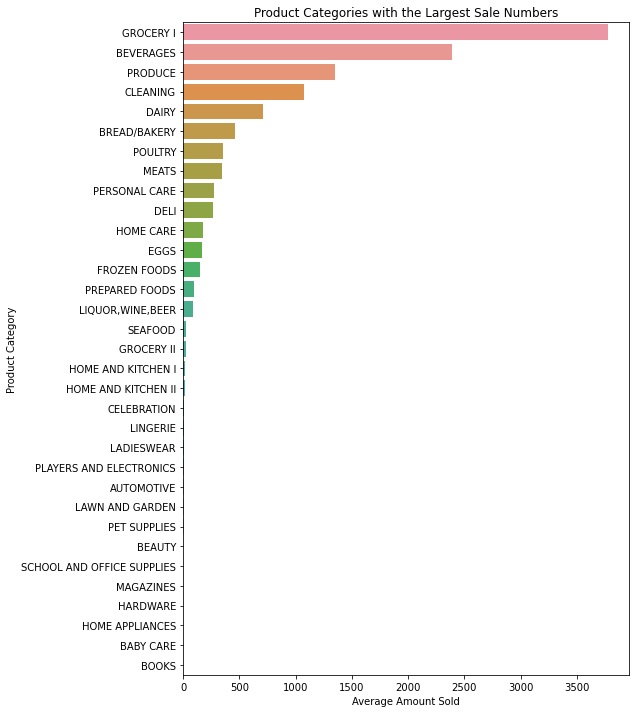 Product Categories with the Largest Sale Numbers
GROCERY I
BEVERAGES
PRODUCE
CLEANING
DAIRY
BREAD/BAKERY
POULTRY
MEATS
PERSONAL CARE
DELI
HOME CARE
EGGS
FROZEN FOODS
PREPARED FOODS
LIQUOR,WINE,BEER
SEAFOOD
GROCERY II
HOME AND KITCHEN I
HOME AND KITCHEN II
CELEBRATION
LINGERIE
LADIESWEAR
PLAYERS AND ELECTRONICS
AUTOMOTIVE
LAWN AND GARDEN
PET SUPPLIES
BEAUTY
SCHOOL AND OFFICE SUPPLIES
MAGAZINES
HARDWARE
HOME APPLIANCES
BABY CARE
BOOKS
Product Category
0 500 1000 1500 2000 2500 3000 3500
Average Amount Sold